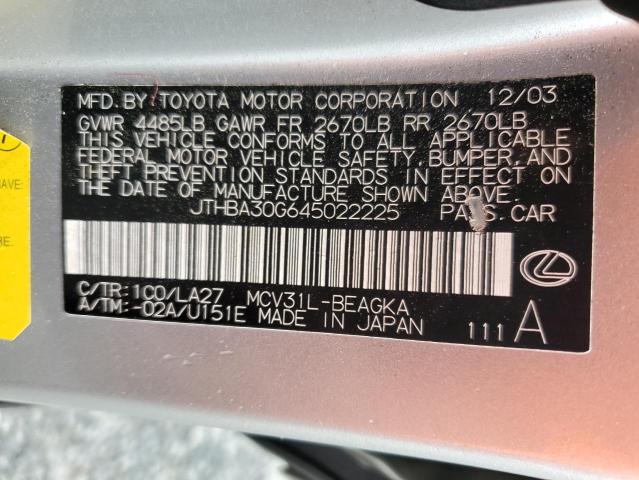 MFD. BY: TOYOTA MOTOR CORPORATION 12/03
GVWR 4485LB GAWR FR 2670LB RR 2670LB
THIS VEHICLE CONFORMS TO ALL APPLICABLE
FEDERAL MOTOR VEHICLE SAFETY, BUMPER, AND
THEFT PREVENTION STANDARDS IN EFFECT ON
THE DATE OF MANUFACTURE SHOWN ABOVE.
JTHBA30G645022225 PASS. CAR
C/TR: 1C0/LA27 MCV31L-BEAGKA
A/TM: -02A/U151E MADE IN JAPAN
111 A